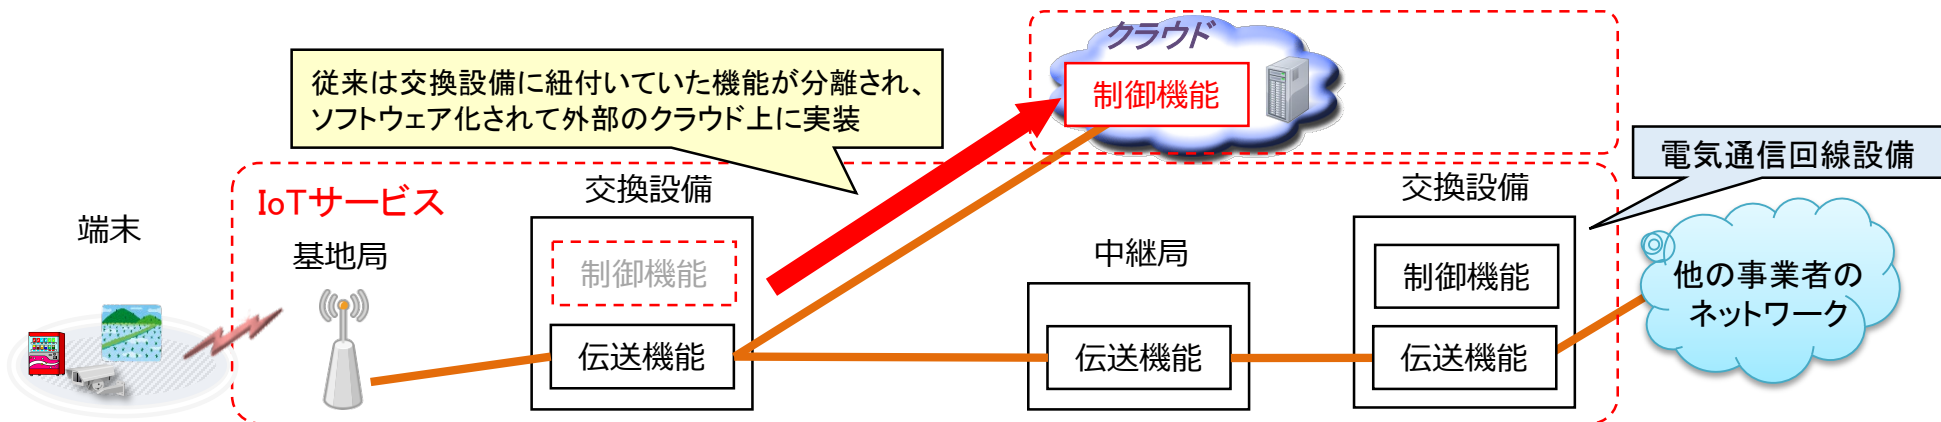 クラウド
制御機能
従来は交換設備に紐付いていた機能が分離され、
ソフトウェア化されて外部のクラウド上に実装
電気通信回線設備
IoTサービス
交換設備
交換設備
端末
基地局
制御機能
中継局
制御機能
他の事業者の
ネットワーク
伝送機能
伝送機能
伝送機能